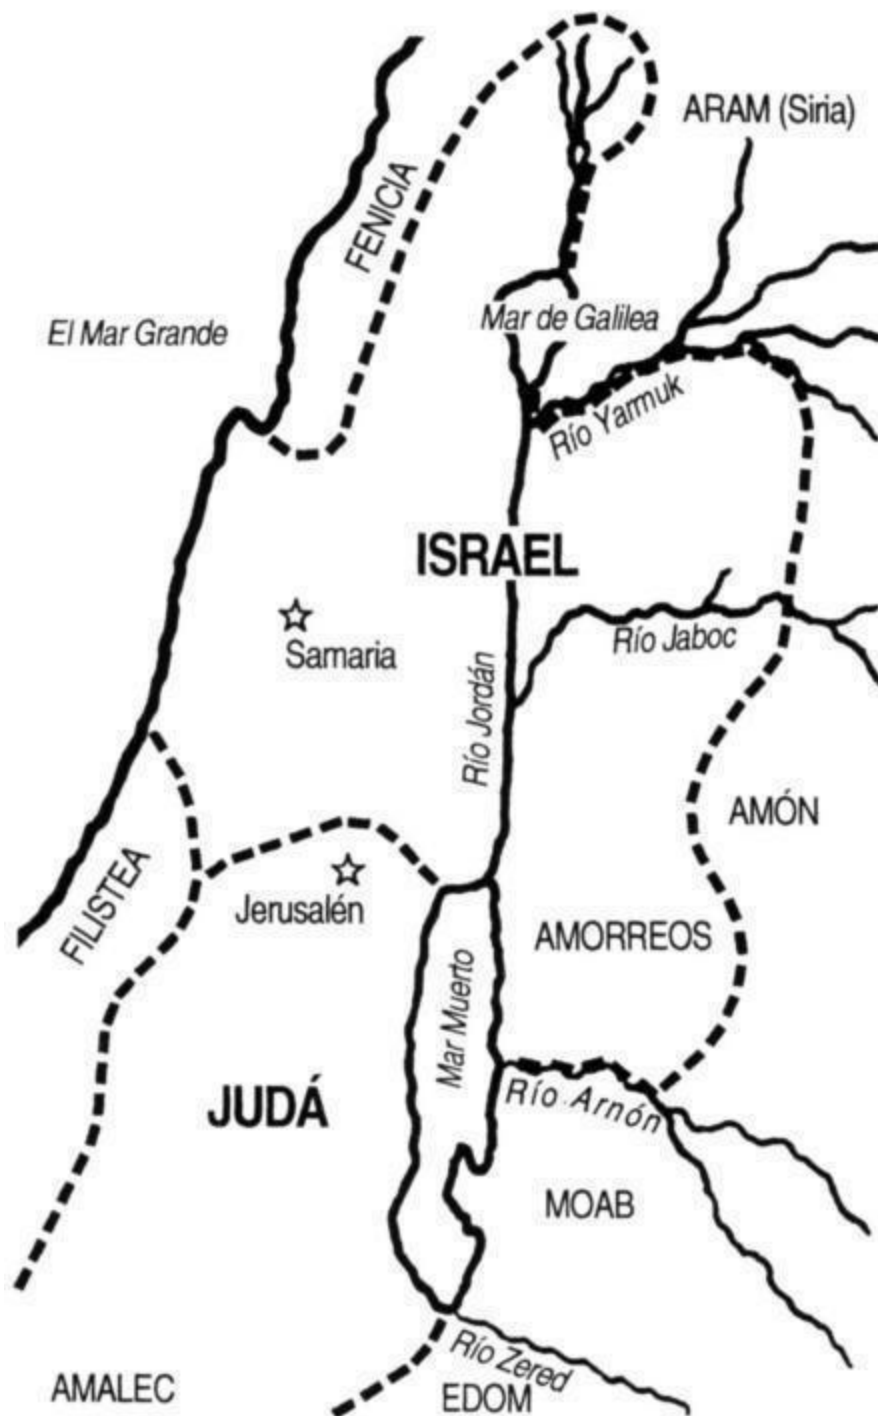 ARAM (Siria)
FENICIA
El Mar Grande
Mar de Galilea
Río Yarmuk
ISRAEL
Samaria
Río Jaboc
Río Jordán
AMÓN
FILISTEA
Jerusalén
AMORREOS
Mar Muerto
JUDÁ
Río Arnón
MOAB
Río Zered
AMALEC
EDOM